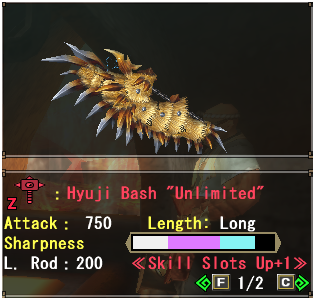 Z : Hyuji Bash "Unlimited"
Attack : 750 Length: Long
Sharpness
L. Rod : 200 ≪Skill Slots Up+1≫
F 1/2 C